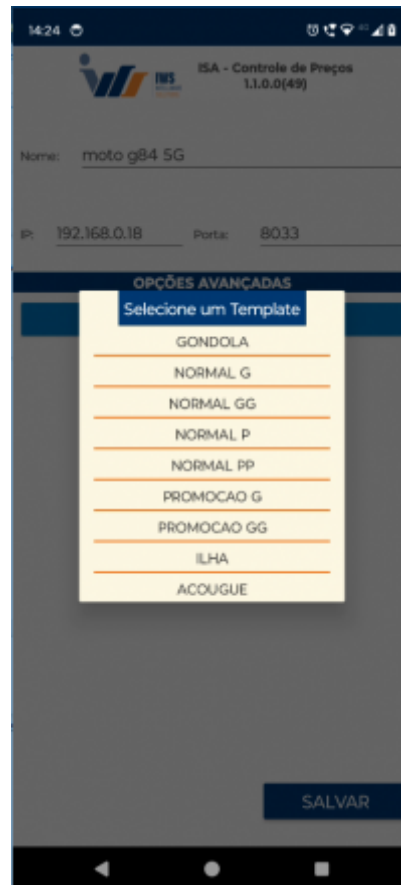 14:24
IWS
ISA - Controle de Preços
1.1.0.0(49)
Nome: moto g84 5G
IP: 192.168.0.18 Porta: 8033
OPÇÕES AVANÇADAS
Selecione um Template
GONDOLA
NORMAL G
NORMAL GG
NORMAL P
NORMAL PP
PROMOCAO G
PROMOCAO GG
ILHA
ACOUGUE
SALVAR